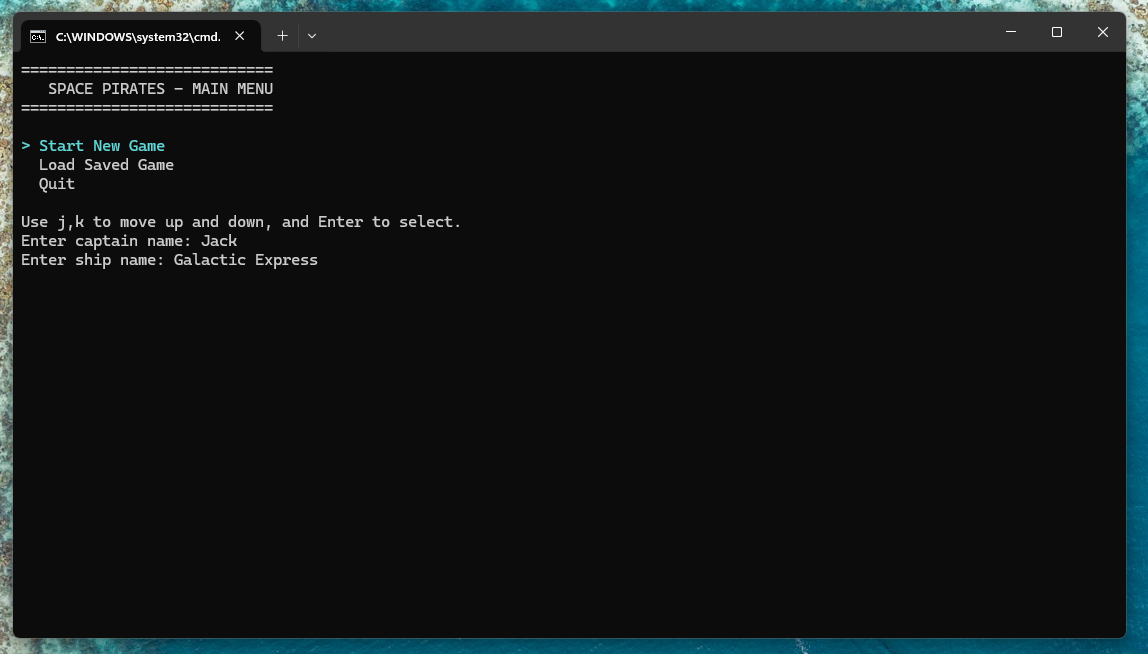 C:\WINDOWS\system32\cmd.
============================
SPACE PIRATES - MAIN MENU
============================
> Start New Game
Load Saved Game
Quit
Use j,k to move up and down, and Enter to select.
Enter captain name: Jack
Enter ship name: Galactic Express